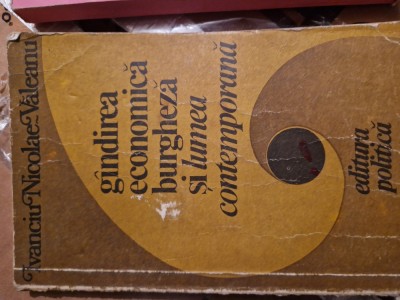 Ivanciu Nicolae-Văleanu
gîndirea
economică
burgheză
și lumea
contemporană
editura
politică